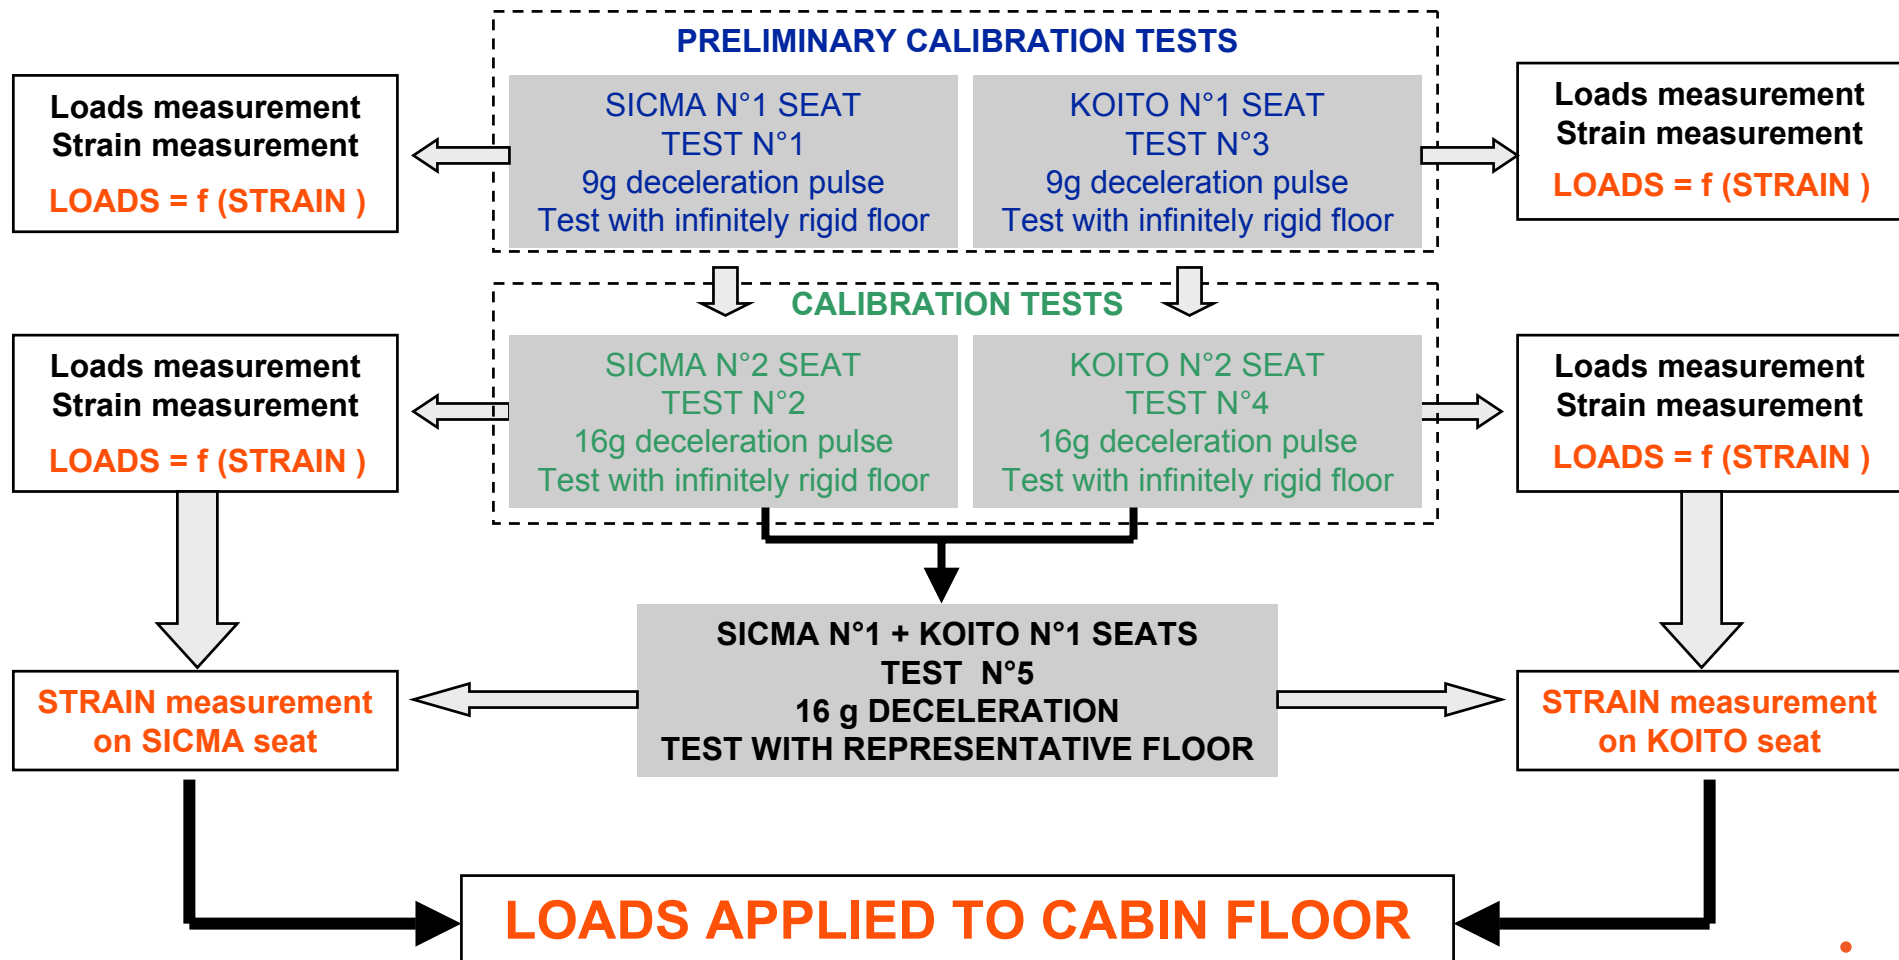 PRELIMINARY CALIBRATION TESTS
Loads measurement
Strain measurement
LOADS = f (STRAIN )
SICMA N°1 SEAT
TEST N°1
9g deceleration pulse
Test with infinitely rigid floor
KOITO N°1 SEAT
TEST N°3
9g deceleration pulse
Test with infinitely rigid floor
Loads measurement
Strain measurement
LOADS = f (STRAIN )
CALIBRATION TESTS
Loads measurement
Strain measurement
LOADS = f (STRAIN )
SICMA N°2 SEAT
TEST N°2
16g deceleration pulse
Test with infinitely rigid floor
KOITO N°2 SEAT
TEST N°4
16g deceleration pulse
Test with infinitely rigid floor
Loads measurement
Strain measurement
LOADS = f (STRAIN )
SICMA N°1 + KOITO N°1 SEATS
TEST N°5
16 g DECELERATION
TEST WITH REPRESENTATIVE FLOOR
STRAIN measurement
on SICMA seat
STRAIN measurement
on KOITO seat
LOADS APPLIED TO CABIN FLOOR